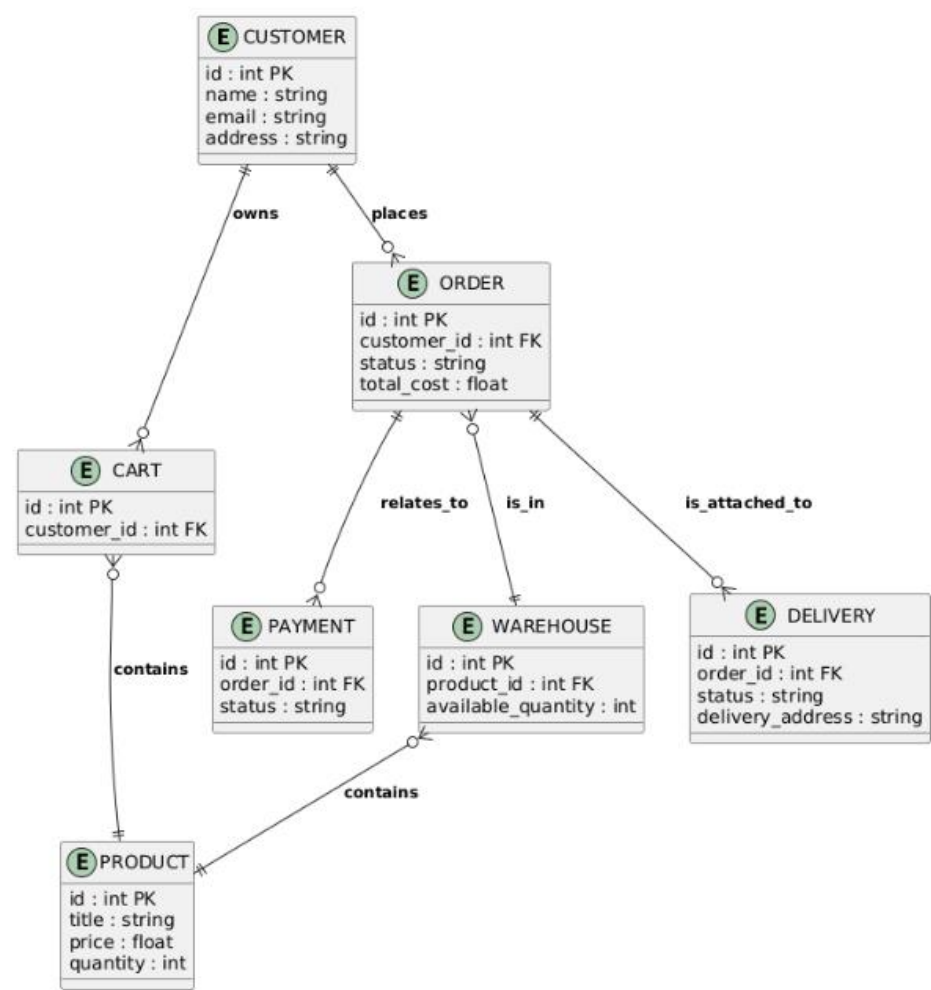 E CUSTOMER
id : int PK
name : string
email : string
address : string
owns
places
E ORDER
id : int PK
customer_id : int FK
status : string
total_cost : float
E CART
id : int PK
customer_id : int FK
relates_to
is_in
is_attached_to
E PAYMENT
id : int PK
order_id : int FK
status : string
E WAREHOUSE
id : int PK
product_id : int FK
available_quantity : int
E DELIVERY
id : int PK
order_id : int FK
status : string
delivery_address : string
contains
contains
E PRODUCT
id : int PK
title : string
price : float
quantity : int